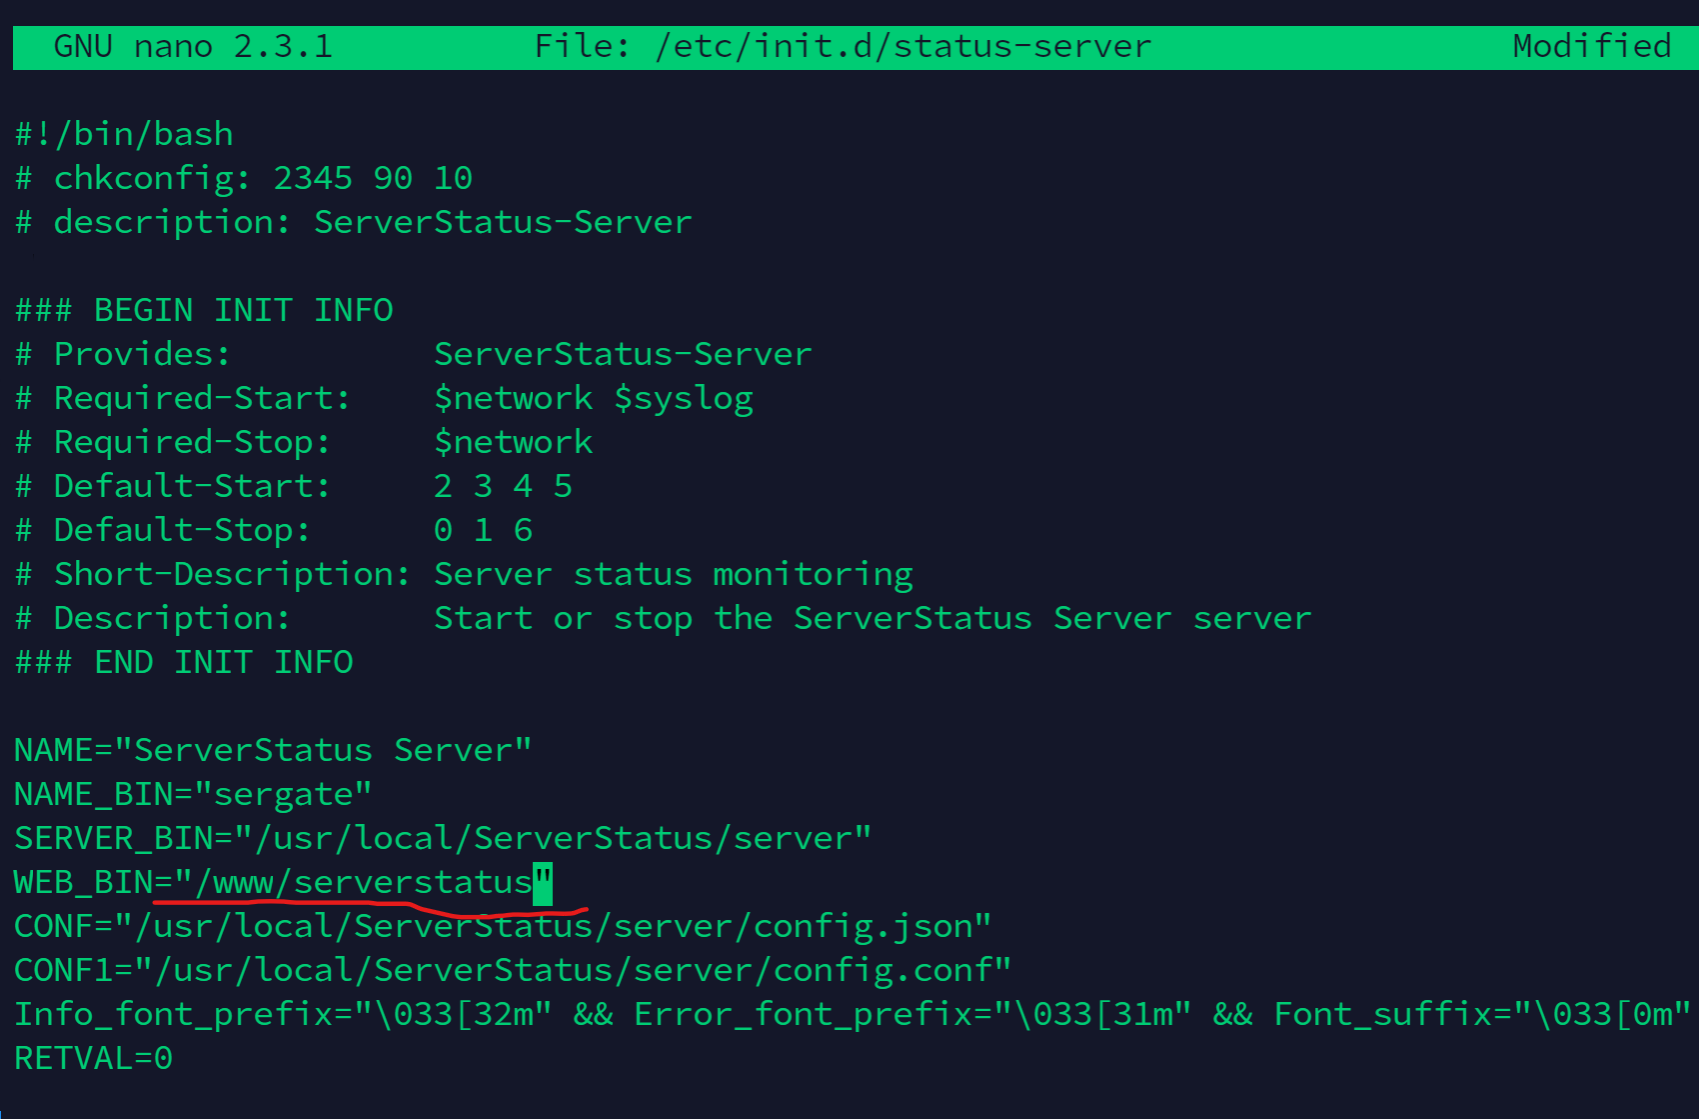 GNU nano 2.3.1 File: /etc/init.d/status-server Modified
#!/bin/bash
# chkconfig: 2345 90 10
# description: ServerStatus-Server
### BEGIN INIT INFO
# Provides: ServerStatus-Server
# Required-Start: $network $syslog
# Required-Stop: $network
# Default-Start: 2 3 4 5
# Default-Stop: 0 1 6
# Short-Description: Server status monitoring
# Description: Start or stop the ServerStatus Server server
### END INIT INFO
NAME="ServerStatus Server"
NAME_BIN="sergate"
SERVER_BIN="/usr/local/ServerStatus/server"
WEB_BIN="/www/serverstatus"
CONF="/usr/local/ServerStatus/server/config.json"
CONF1="/usr/local/ServerStatus/server/config.conf"
Info_font_prefix="\033[32m" && Error_font_prefix="\033[31m" && Font_suffix="\033[0m"
RETVAL=0